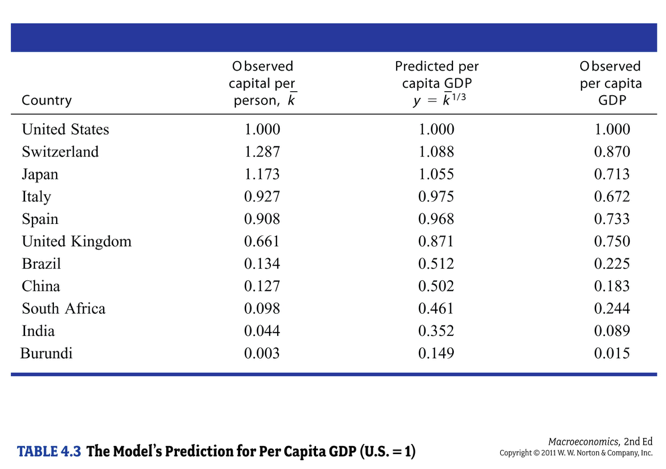 Observed Predicted per Observed
capital per capita GDP per capita
Country person, k̄ y = k̄^1/3 GDP
United States 1.000 1.000 1.000
Switzerland 1.287 1.088 0.870
Japan 1.173 1.055 0.713
Italy 0.927 0.975 0.672
Spain 0.908 0.968 0.733
United Kingdom 0.661 0.871 0.750
Brazil 0.134 0.512 0.225
China 0.127 0.502 0.183
South Africa 0.098 0.461 0.244
India 0.044 0.352 0.089
Burundi 0.003 0.149 0.015
TABLE 4.3 The Model's Prediction for Per Capita GDP (U.S. = 1)
Macroeconomics, 2nd Ed
Copyright © 2011 W. W. Norton & Company, Inc.